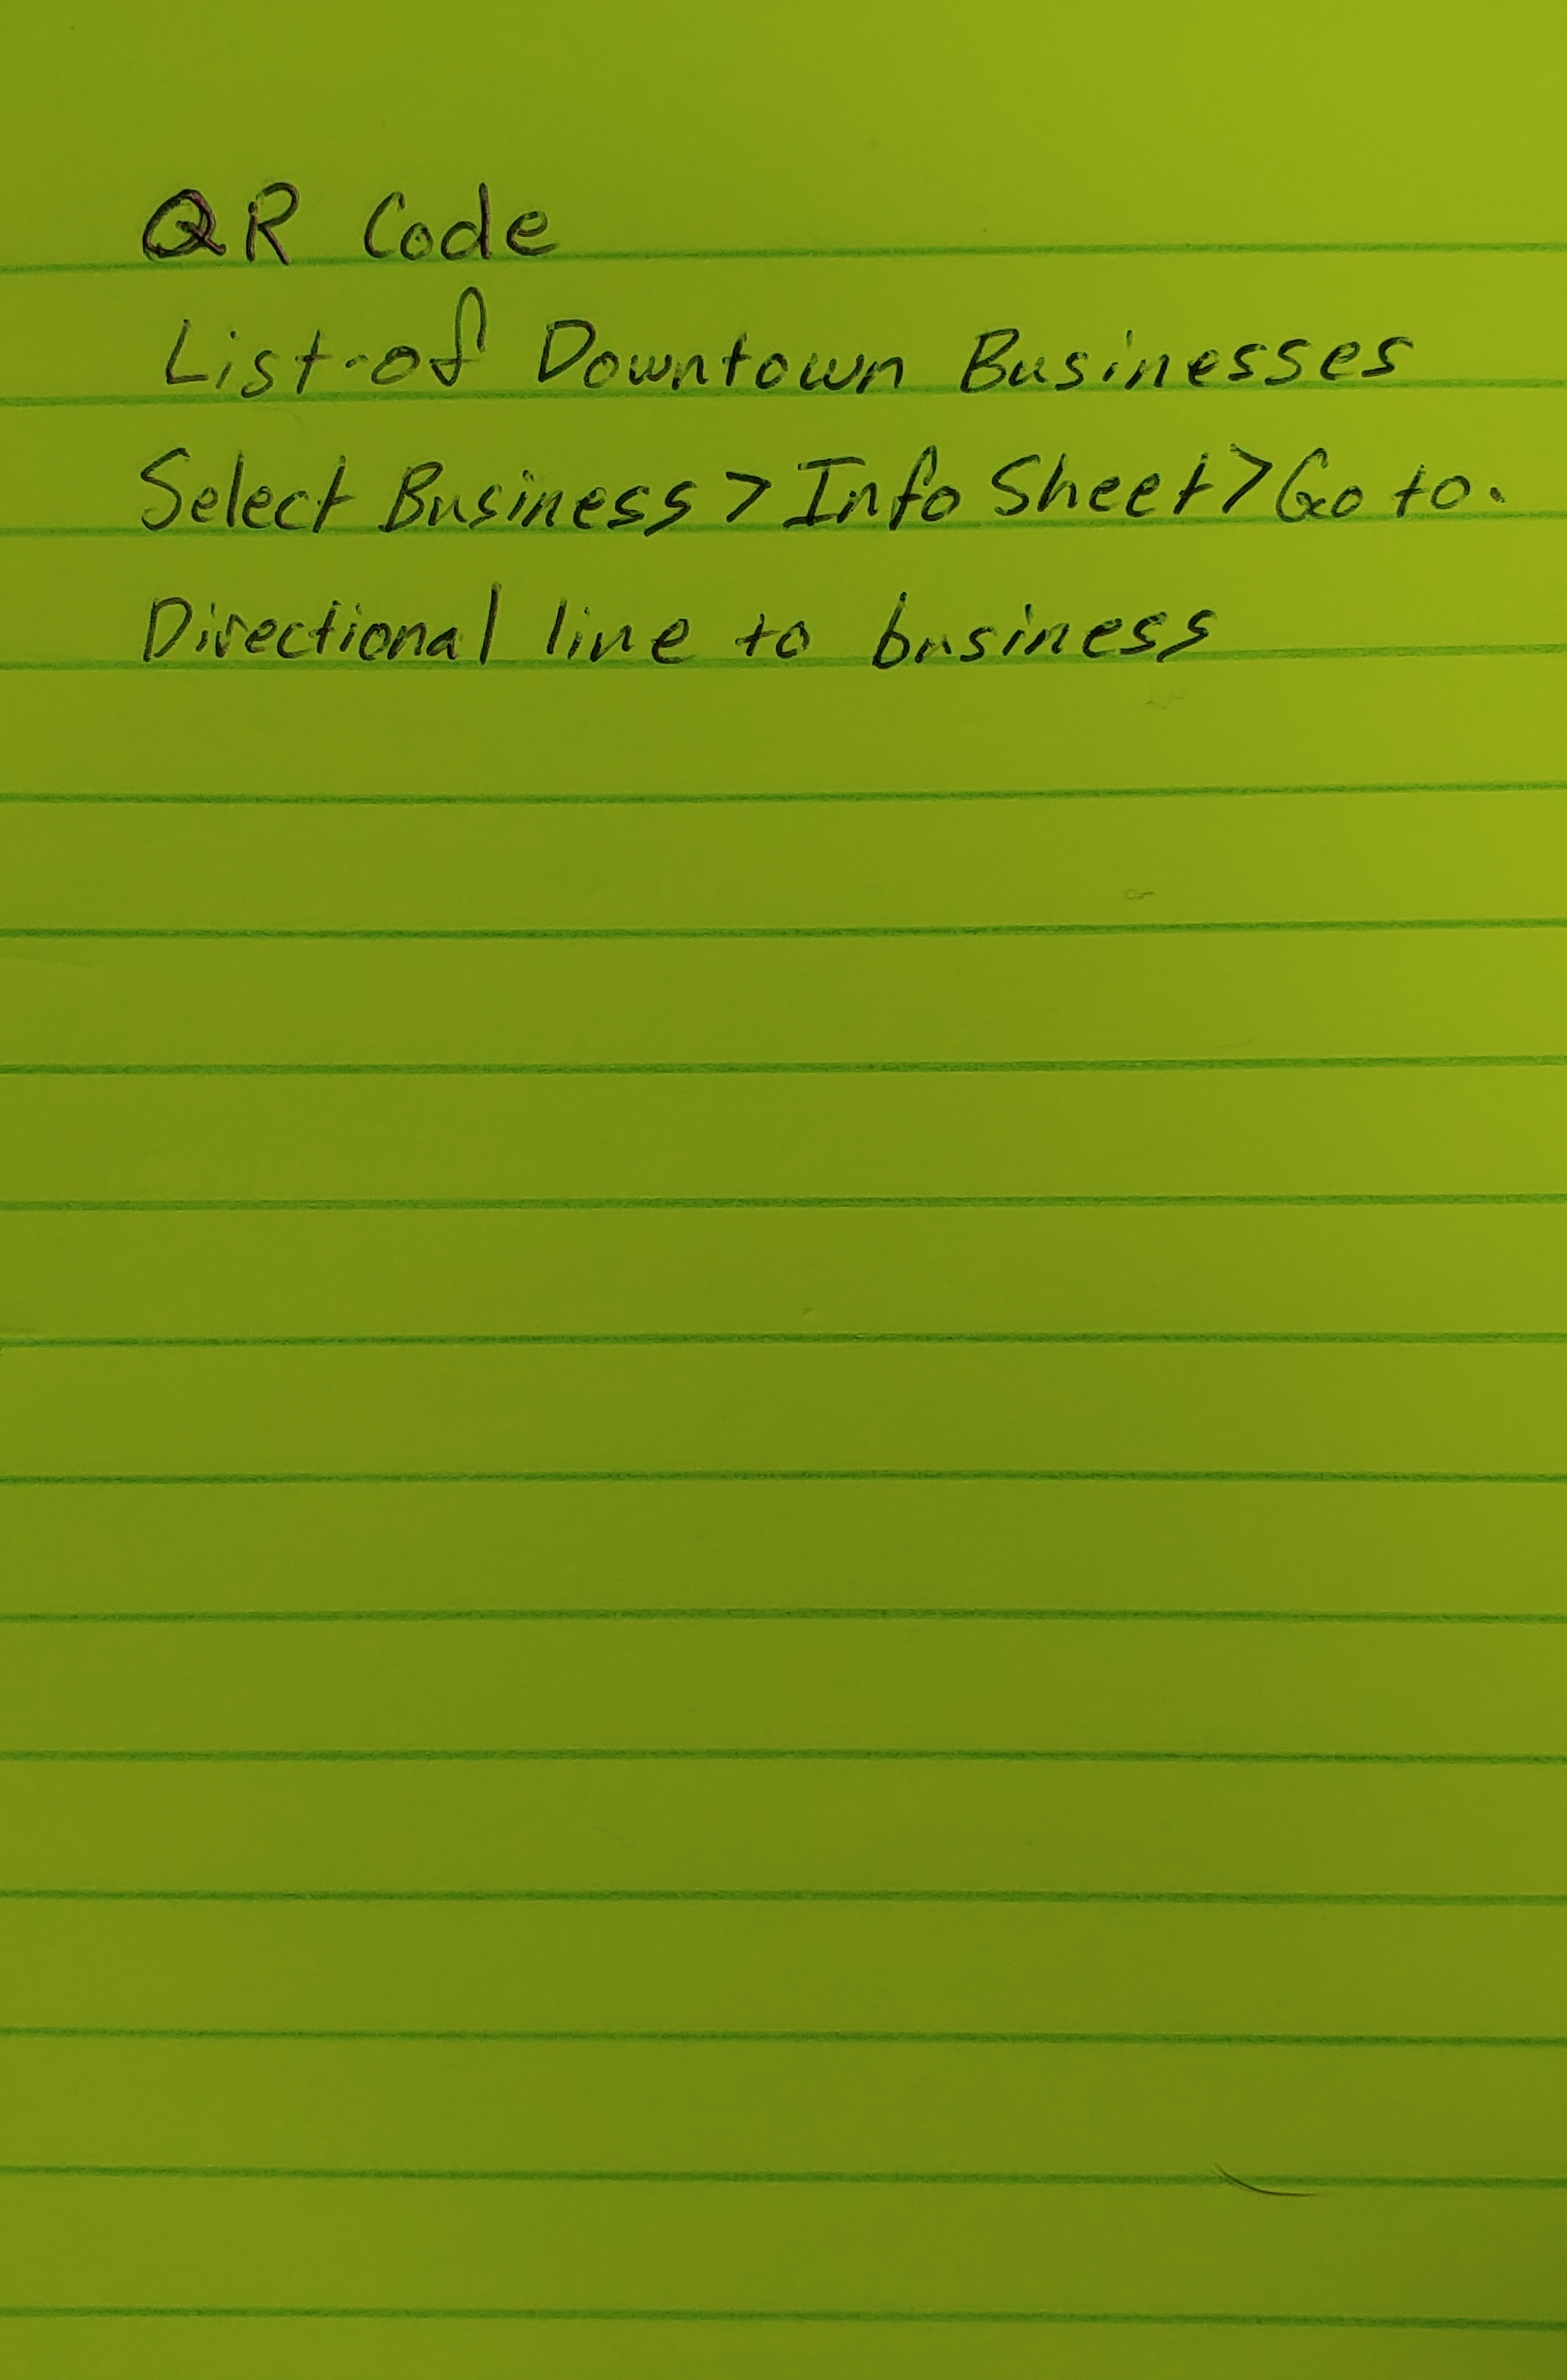 QR Code
List of Downtown Businesses
Select Business > Info Sheet > Go to.
Directional line to business